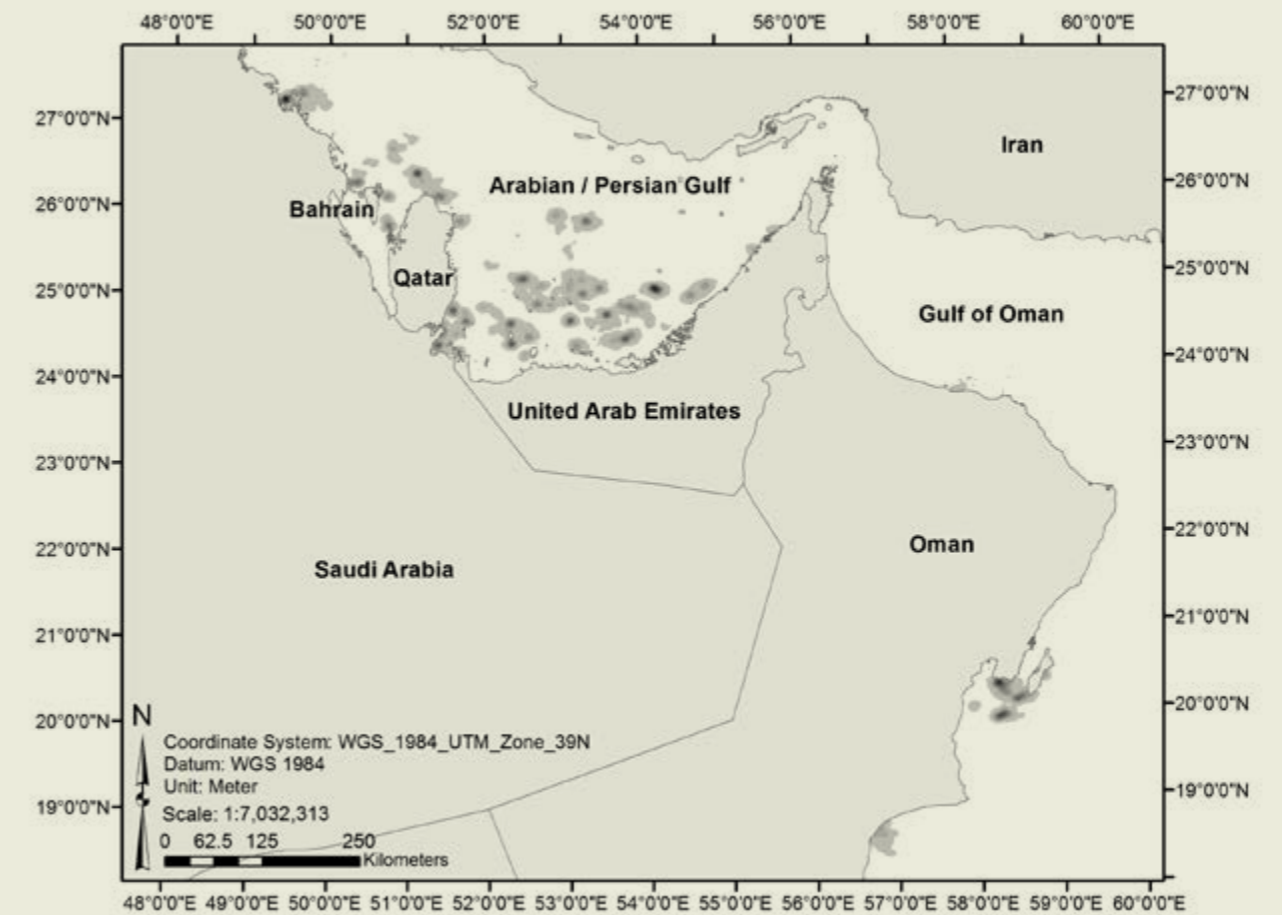 48°0'0"E 50°0'0"E 52°0'0"E 54°0'0"E 56°0'0"E 58°0'0"E 60°0'0"E
27°0'0"N
27°0'0"N
Iran
26°0'0"N
Arabian / Persian Gulf
26°0'0"N
Bahrain
25°0'0"N
Qatar
25°0'0"N
Gulf of Oman
24°0'0"N
24°0'0"N
United Arab Emirates
23°0'0"N
23°0'0"N
22°0'0"N
Oman
22°0'0"N
Saudi Arabia
21°0'0"N
21°0'0"N
20°0'0"N
20°0'0"N
N
Coordinate System: WGS_1984_UTM_Zone_39N
Datum: WGS 1984
Unit: Meter
19°0'0"N
19°0'0"N
Scale: 1:7,032,313
0 62.5 125 250
Kilometers
48°0'0"E 49°0'0"E 50°0'0"E 51°0'0"E 52°0'0"E 53°0'0"E 54°0'0"E 55°0'0"E 56°0'0"E 57°0'0"E 58°0'0"E 59°0'0"E 60°0'0"E